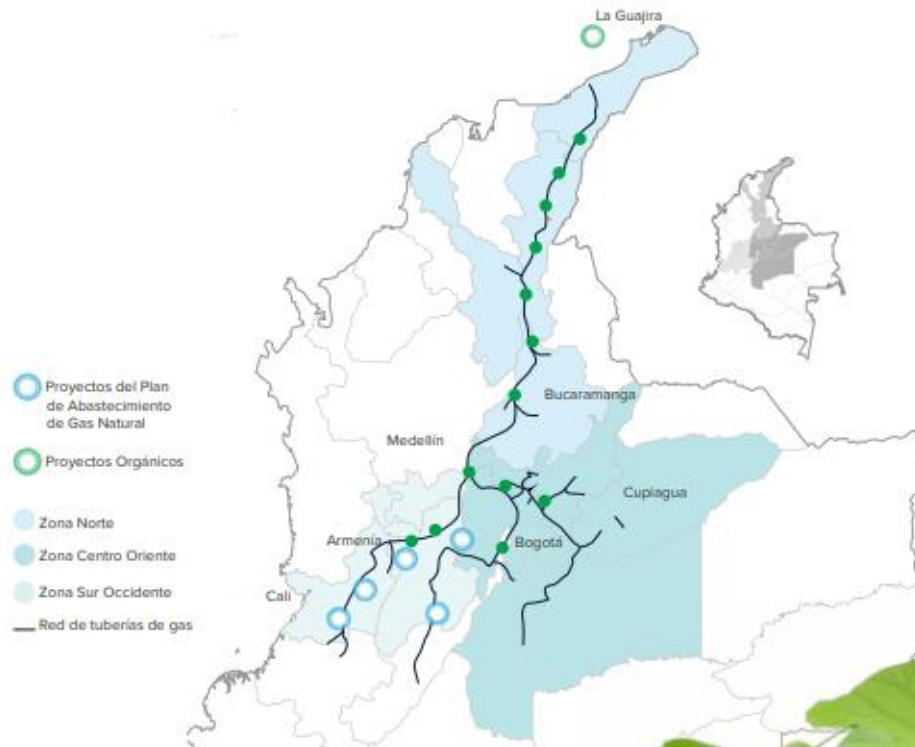 La Guajira
Bucaramanga
Medellín
Cupiagua
Armenia
Bogotá
Cali
Proyectos del Plan
de Abastecimiento
de Gas Natural
Proyectos Orgánicos
Zona Norte
Zona Centro Oriente
Zona Sur Occidente
Red de tuberías de gas